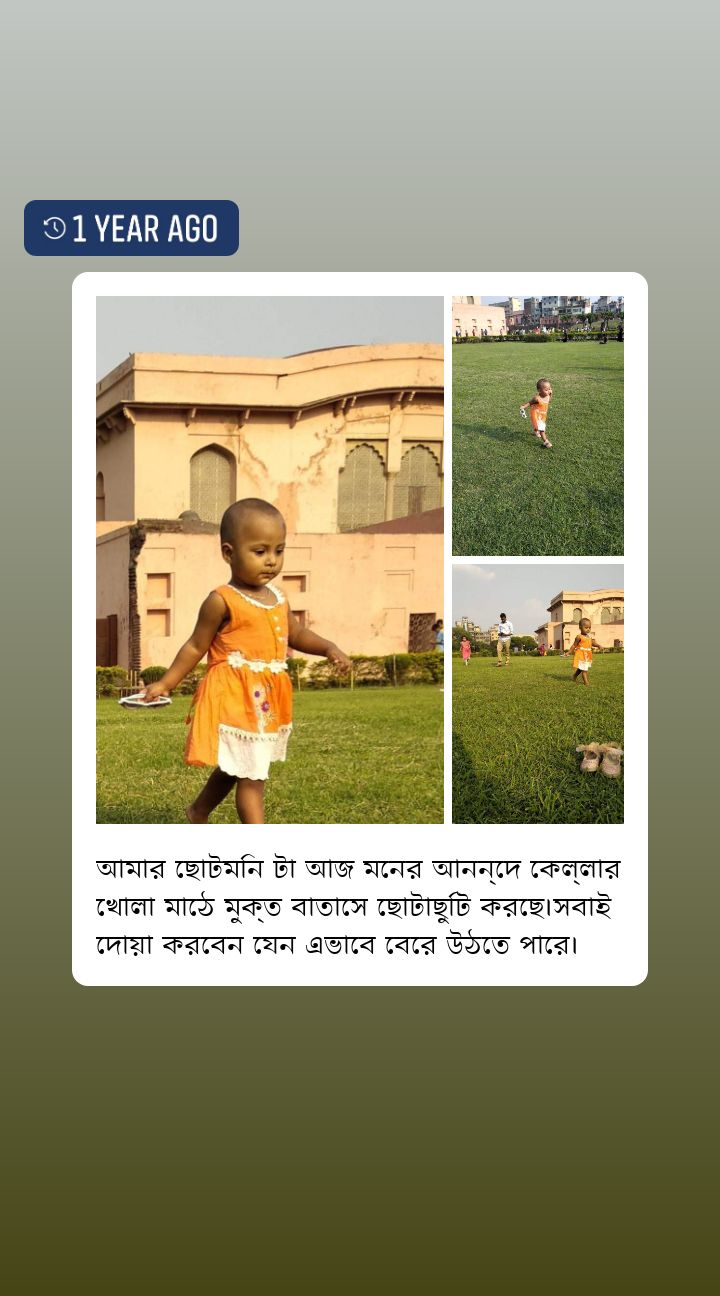 1 YEAR AGO
আমার ছোটমনি টা আজ মনের আনন্দে কেল্লার
খোলা মাঠে মুক্ত বাতাসে ছোটাছুটি করছে।সবাই
দোয়া করবেন যেন এভাবে বেরে উঠতে পারে।